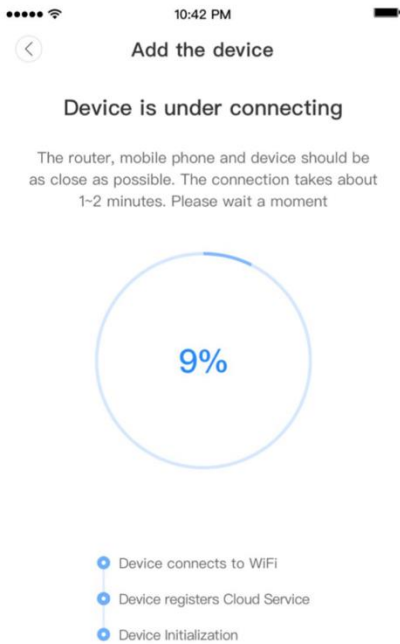 10:42 PM
Add the device
Device is under connecting
The router, mobile phone and device should be
as close as possible. The connection takes about
1~2 minutes. Please wait a moment
9%
Device connects to WiFi
Device registers Cloud Service
Device Initialization